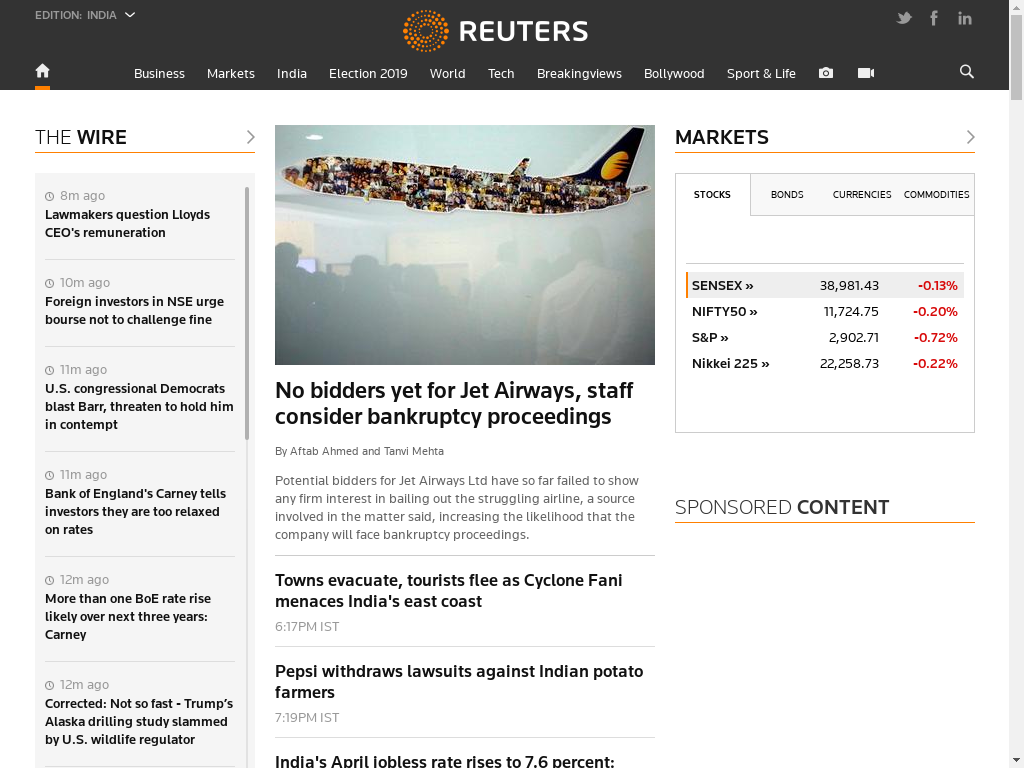 EDITION: INDIA
REUTERS
Business Markets India Election 2019 World Tech Breakingviews Bollywood Sport & Life
THE WIRE
8m ago
Lawmakers question Lloyds
CEO's remuneration
10m ago
Foreign investors in NSE urge
bourse not to challenge fine
11m ago
U.S. congressional Democrats
blast Barr, threaten to hold him
in contempt
11m ago
Bank of England's Carney tells
investors they are too relaxed
on rates
12m ago
More than one BoE rate rise
likely over next three years:
Carney
12m ago
Corrected: Not so fast - Trump’s
Alaska drilling study slammed
by U.S. wildlife regulator
No bidders yet for Jet Airways, staff
consider bankruptcy proceedings
By Aftab Ahmed and Tanvi Mehta
Potential bidders for Jet Airways Ltd have so far failed to show
any firm interest in bailing out the struggling airline, a source
involved in the matter said, increasing the likelihood that the
company will face bankruptcy proceedings.
Towns evacuate, tourists flee as Cyclone Fani
menaces India's east coast
6:17PM IST
Pepsi withdraws lawsuits against Indian potato
farmers
7:19PM IST
India's April jobless rate rises to 7.6 percent:
MARKETS
STOCKS BONDS CURRENCIES COMMODITIES
SENSEX » 38,981.43 -0.13%
NIFTY50 » 11,724.75 -0.20%
S&P » 2,902.71 -0.72%
Nikkei 225 » 22,258.73 -0.22%
SPONSORED CONTENT